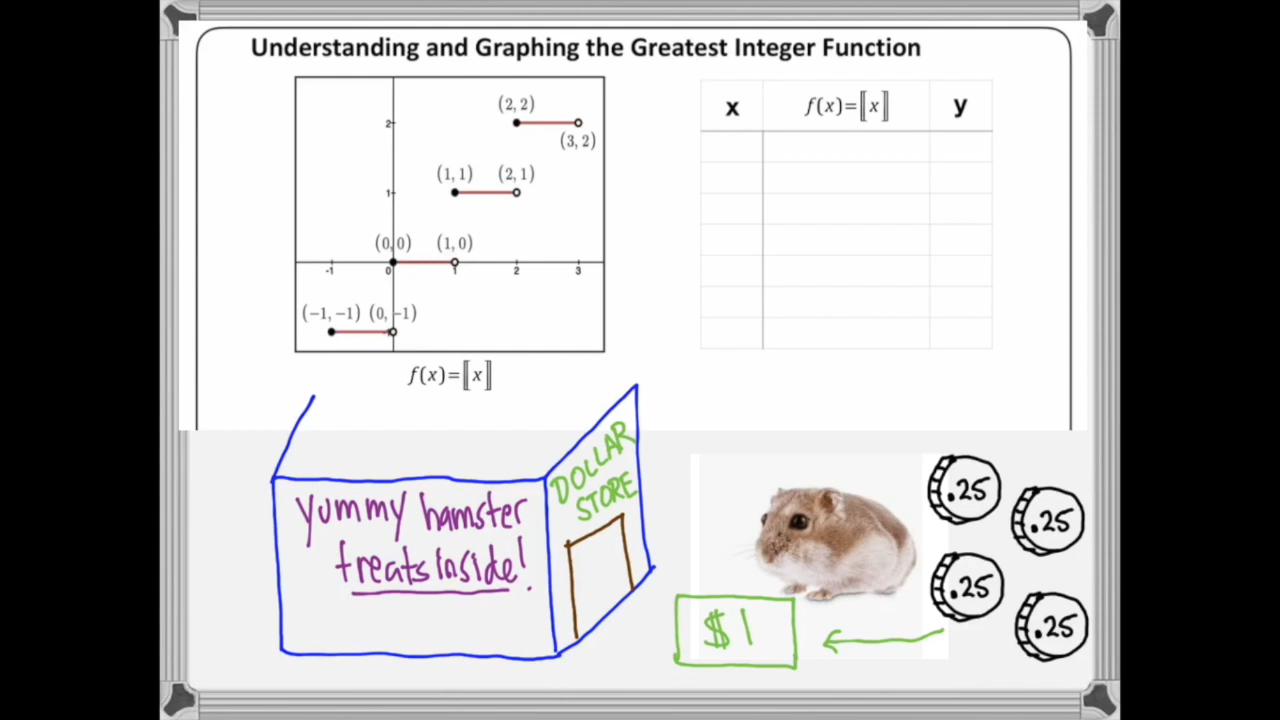 Understanding and Graphing the Greatest Integer Function
(2, 2)
2
(3, 2)
(1, 1) (2, 1)
1
(0,0) (1, 0)
-1 0 1 2 3
(−1, −1) (0, −1)
f(x)=⟦x⟧
x f(x)=⟦x⟧ y
DOLLAR
STORE
Yummy hamster
treats inside!
.25
.25
.25
.25
$1